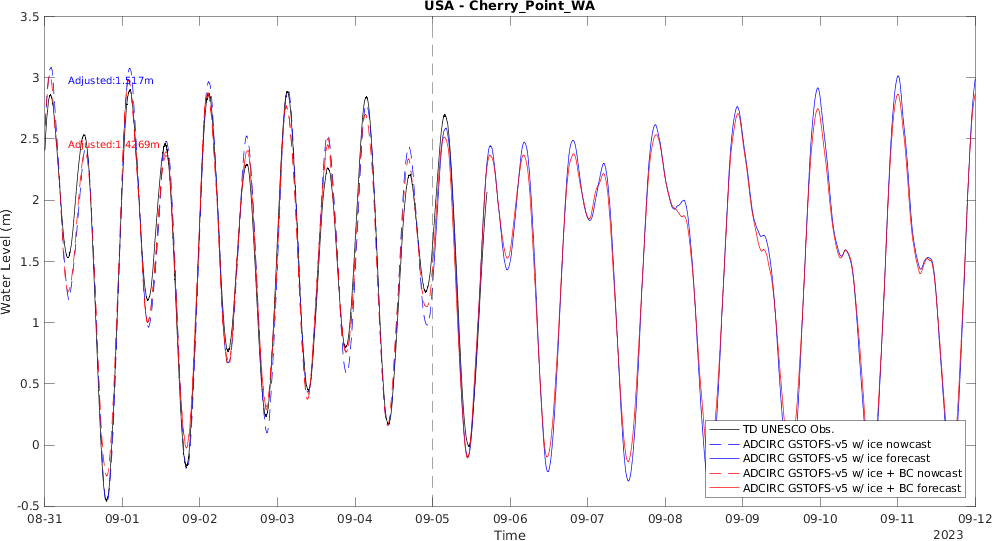 USA - Cherry_Point_WA
3.5
3
2.5
2
1.5
1
0.5
0
-0.5
Water Level (m)
Adjusted:1.517m
Adjusted:1.4269m
08-31
09-01
09-02
09-03
09-04
09-05
09-06
09-07
09-08
09-09
09-10
09-11
09-12
Time
2023
TD UNESCO Obs.
ADCIRC GSTOFS-v5 w/ ice nowcast
ADCIRC GSTOFS-v5 w/ ice forecast
ADCIRC GSTOFS-v5 w/ ice + BC nowcast
ADCIRC GSTOFS-v5 w/ ice + BC forecast